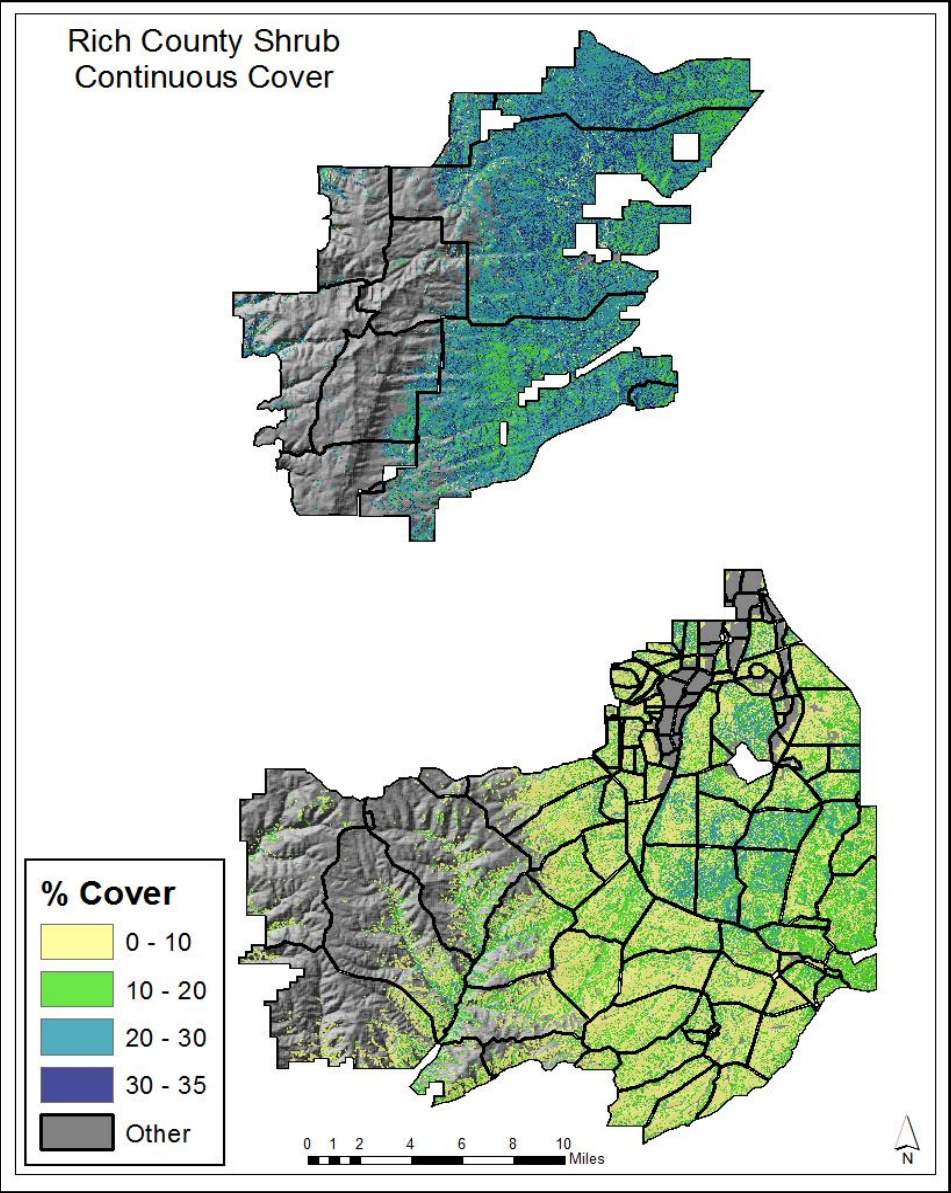 Rich County Shrub
Continuous Cover
% Cover
0 - 10
10 - 20
20 - 30
30 - 35
Other
0 1 2 4 6 8 10
Miles
N